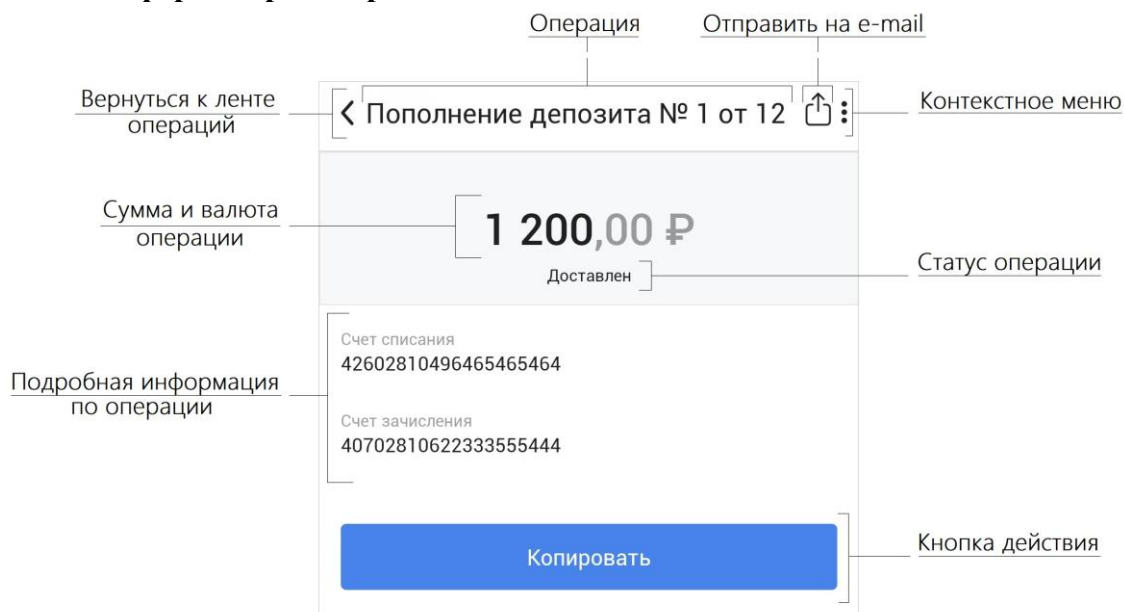 Операция
Отправить на e-mail
Вернуться к ленте
операций
Пополнение депозита № 1 от 12
Контекстное меню
Сумма и валюта
операции
1 200,00 ₽
Доставлен
Статус операции
Подробная информация
по операции
Счет списания
42602810496465465464
Счет зачисления
40702810622333555444
Копировать
Кнопка действия